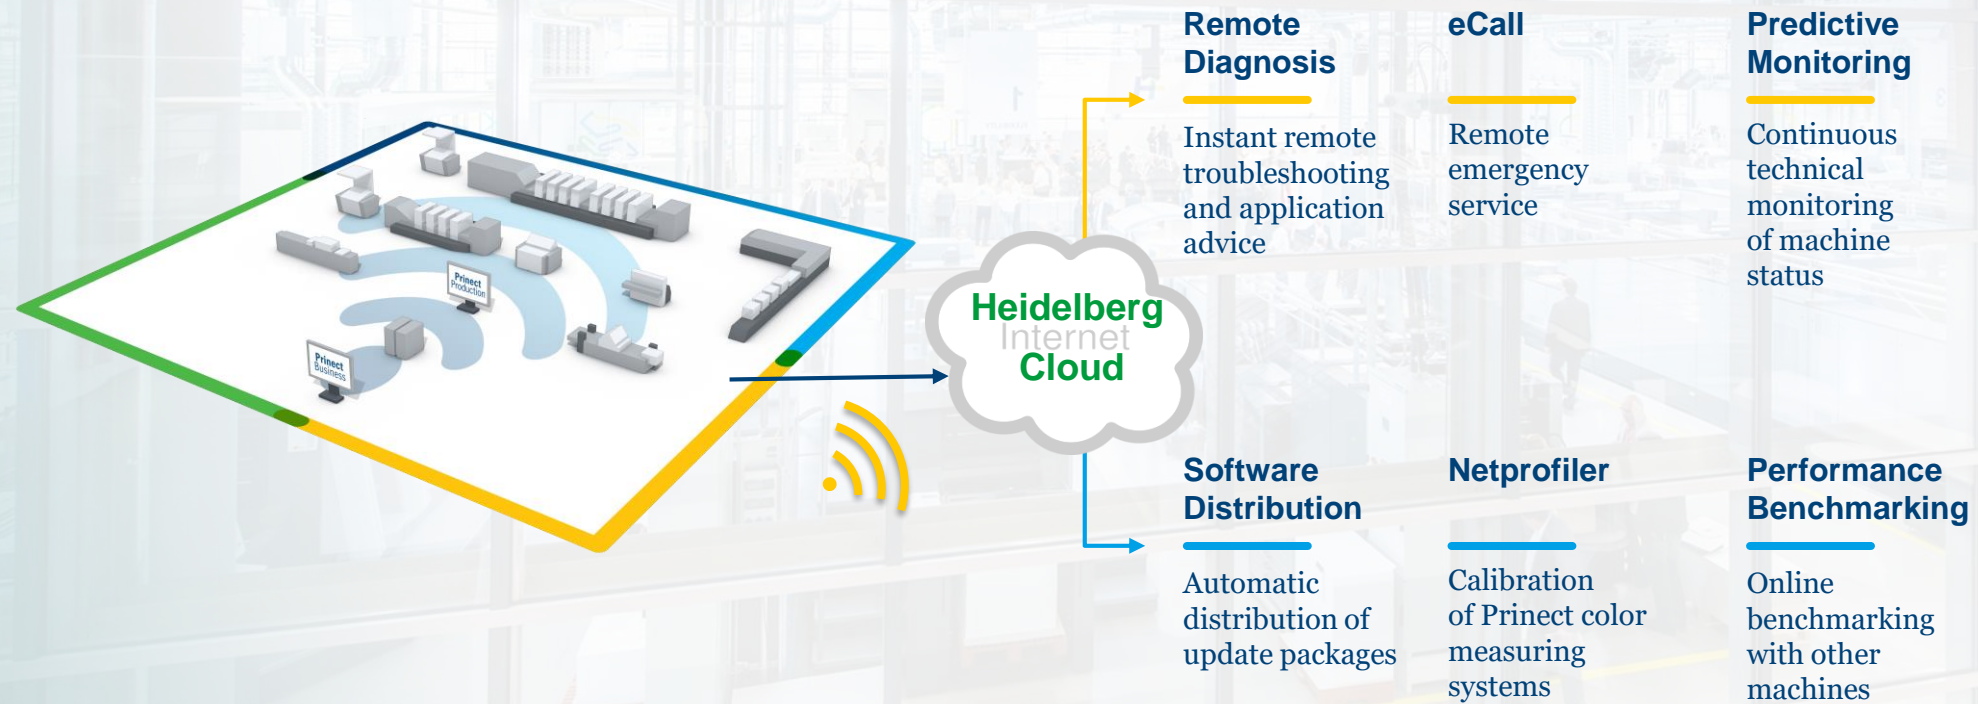 Remote
Diagnosis
Instant remote
troubleshooting
and application
advice
eCall
Remote
emergency
service
Predictive
Monitoring
Continuous
technical
monitoring
of machine
status
Prinect
Production
Prinect
Business
Heidelberg
Internet
Cloud
Software
Distribution
Automatic
distribution of
update packages
Netprofiler
Calibration
of Prinect color
measuring
systems
Performance
Benchmarking
Online
benchmarking
with other
machines